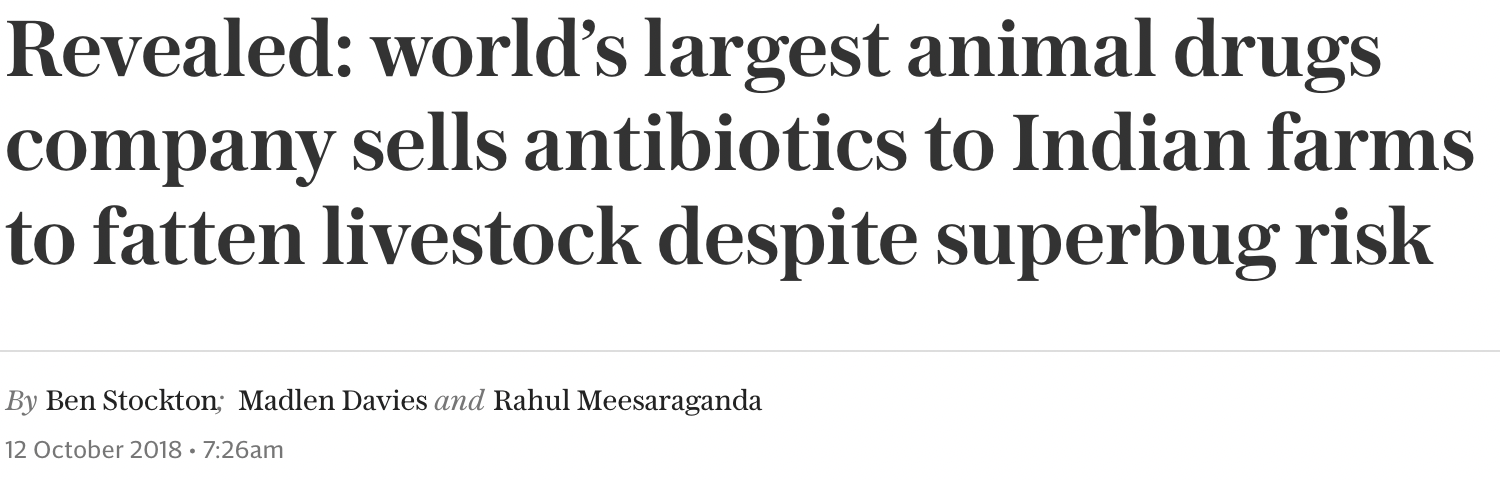 Revealed: world’s largest animal drugs
company sells antibiotics to Indian farms
to fatten livestock despite superbug risk
By Ben Stockton; Madlen Davies and Rahul Meesaraganda
12 October 2018 • 7:26am